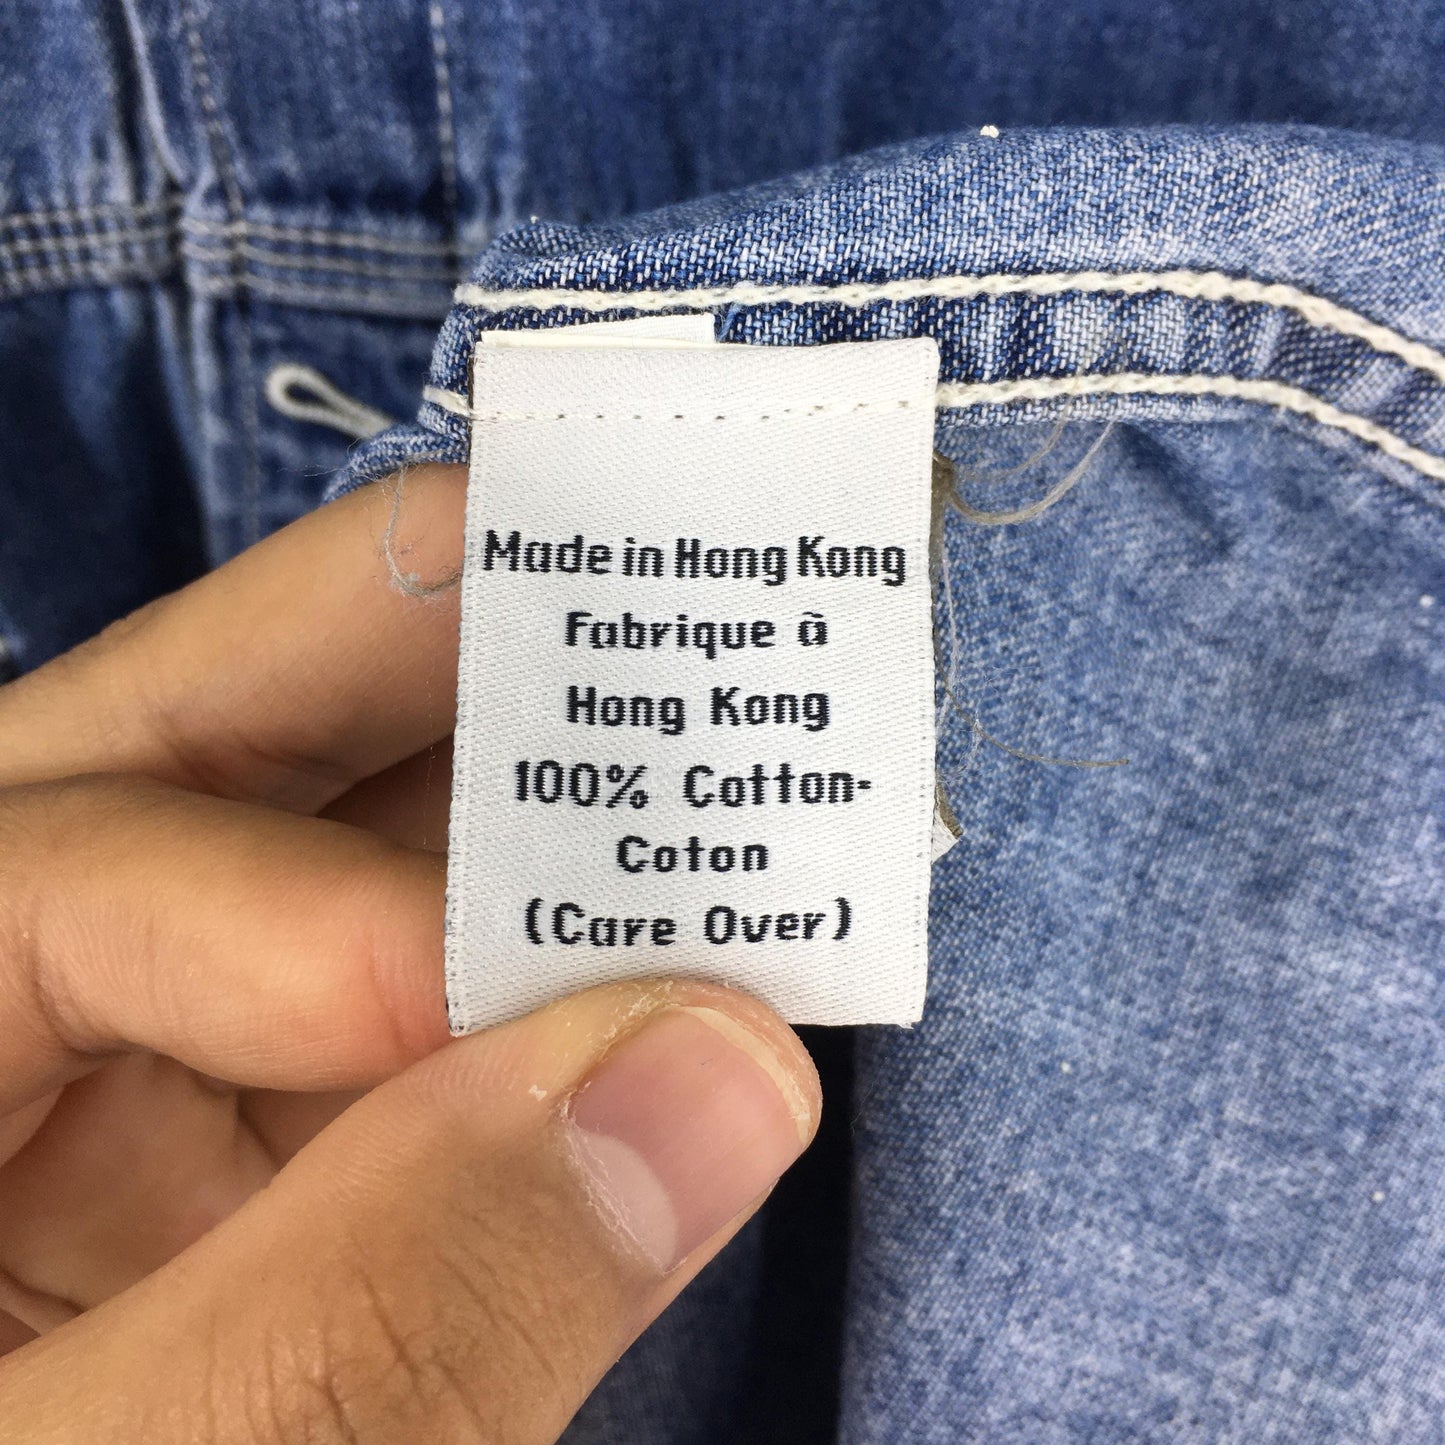 Made in Hong Kong
Fabrique à
Hong Kong
100% Cotton-
Coton
(Care Over)